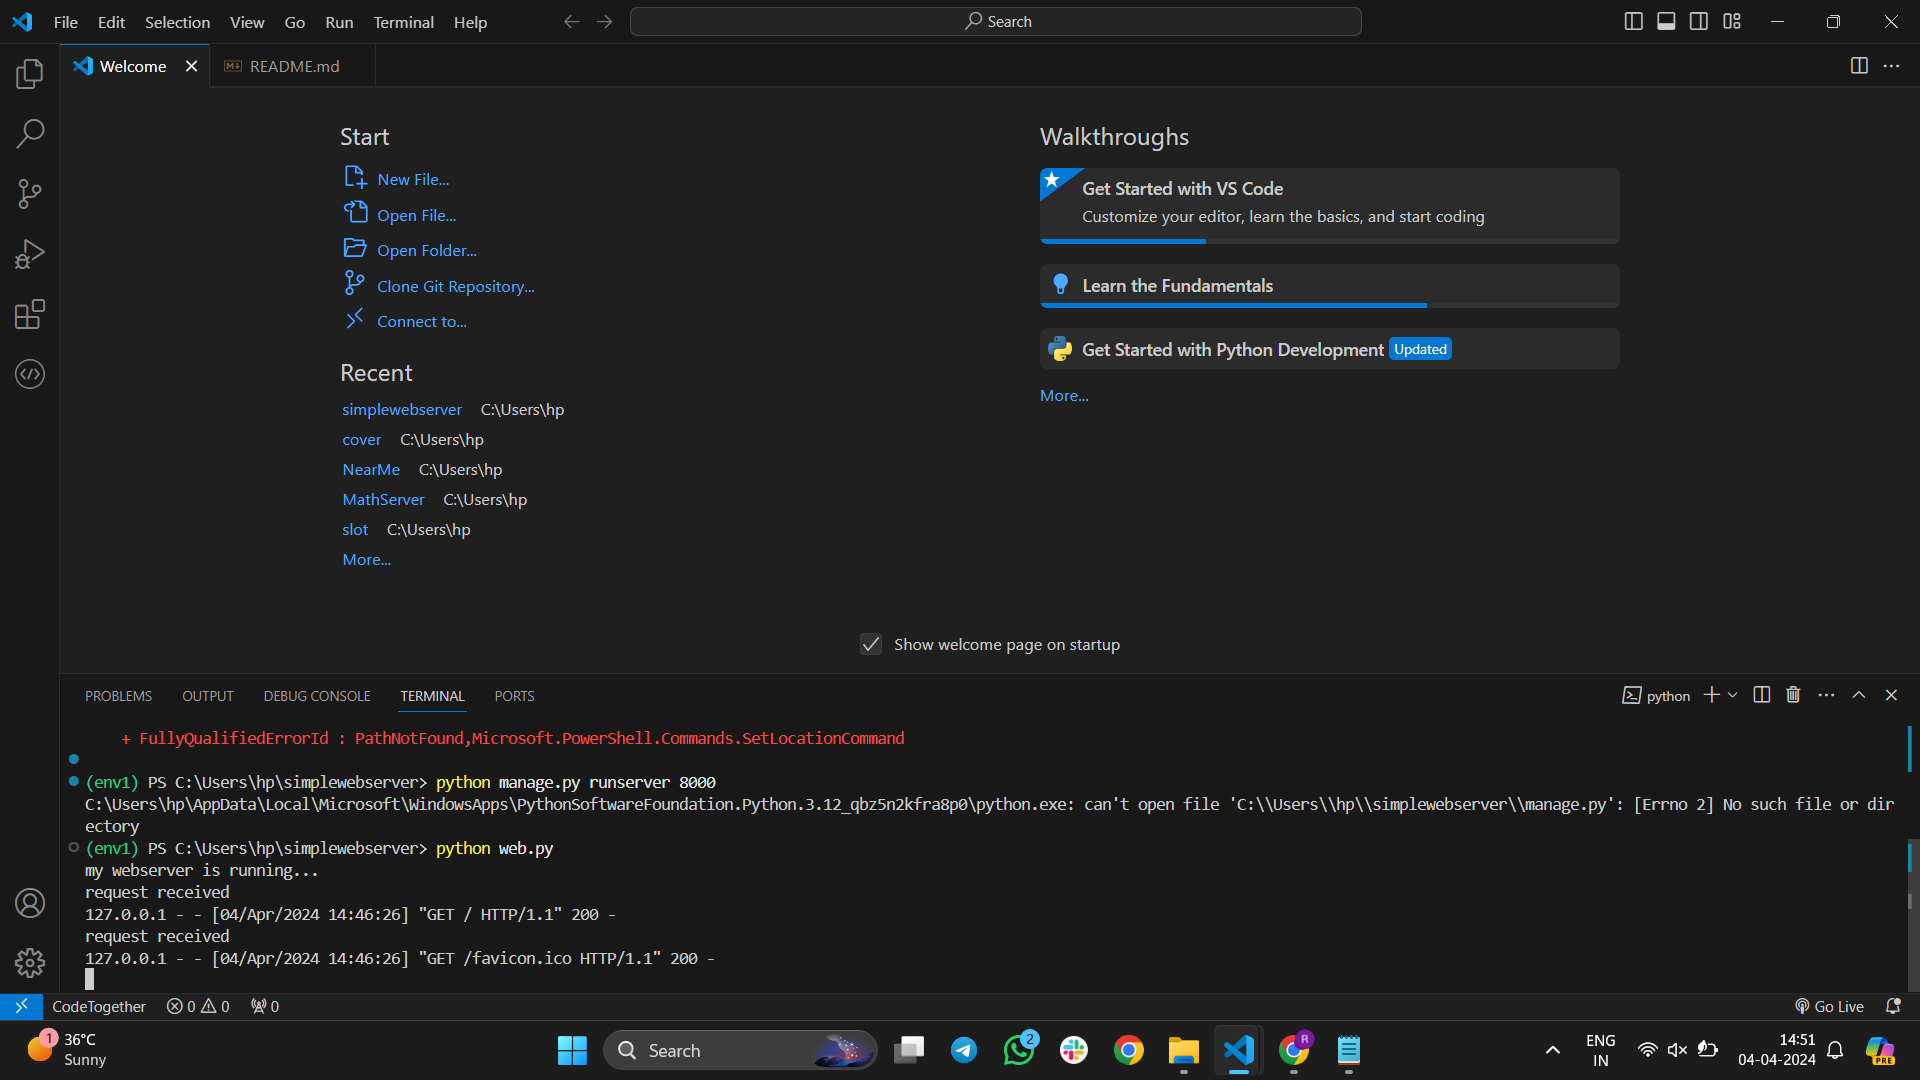 File Edit Selection View Go Run Terminal Help
Search
Welcome
README.md
Start
New File...
Open File...
Open Folder...
Clone Git Repository...
Connect to...
Recent
simplewebserver C:\Users\hp
cover C:\Users\hp
NearMe C:\Users\hp
MathServer C:\Users\hp
slot C:\Users\hp
More...
Walkthroughs
Get Started with VS Code
Customize your editor, learn the basics, and start coding
Learn the Fundamentals
Get Started with Python Development Updated
More...
Show welcome page on startup
PROBLEMS OUTPUT DEBUG CONSOLE TERMINAL PORTS
python
+ FullyQualifiedErrorId : PathNotFound,Microsoft.PowerShell.Commands.SetLocationCommand
(env1) PS C:\Users\hp\simplewebserver> python manage.py runserver 8000
C:\Users\hp\AppData\Local\Microsoft\WindowsApps\PythonSoftwareFoundation.Python.3.12_qbz5n2kfra8p0\python.exe: can't open file 'C:\\Users\\hp\\simplewebserver\\manage.py': [Errno 2] No such file or dir
ectory
(env1) PS C:\Users\hp\simplewebserver> python web.py
my webserver is running...
request received
127.0.0.1 - - [04/Apr/2024 14:46:26] "GET / HTTP/1.1" 200 -
request received
127.0.0.1 - - [04/Apr/2024 14:46:26] "GET /favicon.ico HTTP/1.1" 200 -
CodeTogether 0 0 0
Go Live
1
36°C
Sunny
Search
2
R
ENG
IN
14:51
04-04-2024
PRE